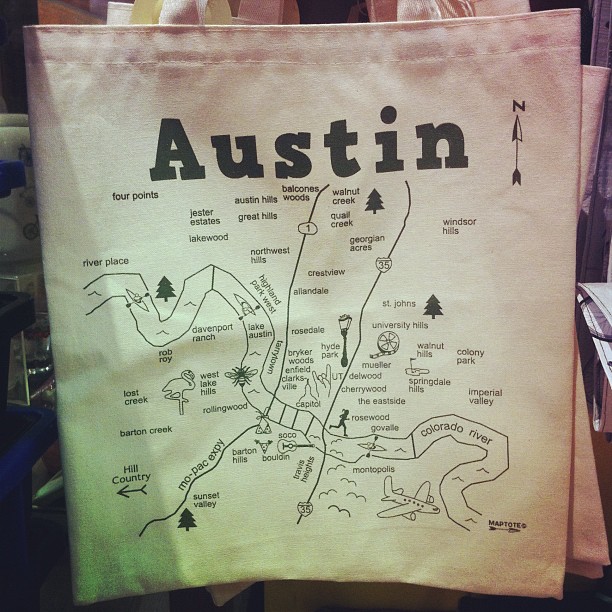 Austin
N
four points
austin hills
balcones
woods
walnut
creek
jester
estates
great hills
quail
creek
windsor
hills
lakewood
1
georgian
acres
northwest
hills
river place
35
crestview
highland
park west
allandale
st. johns
davenport
ranch
lake
austin
rosedale
university hills
tarrytown
hyde
park
rob
roy
bryker
woods
walnut
hills
colony
park
mueller
enfield
west
lake
hills
clarks-
ville
UT
delwood
springdale
hills
lost
creek
cherrywood
imperial
valley
capitol
the eastside
rollingwood
rosewood
govalle
barton creek
colorado river
soco
barton
hills
bouldin
mo-pac expy
travis
heights
montopolis
Hill
Country
sunset
valley
35
MAPTOTE©